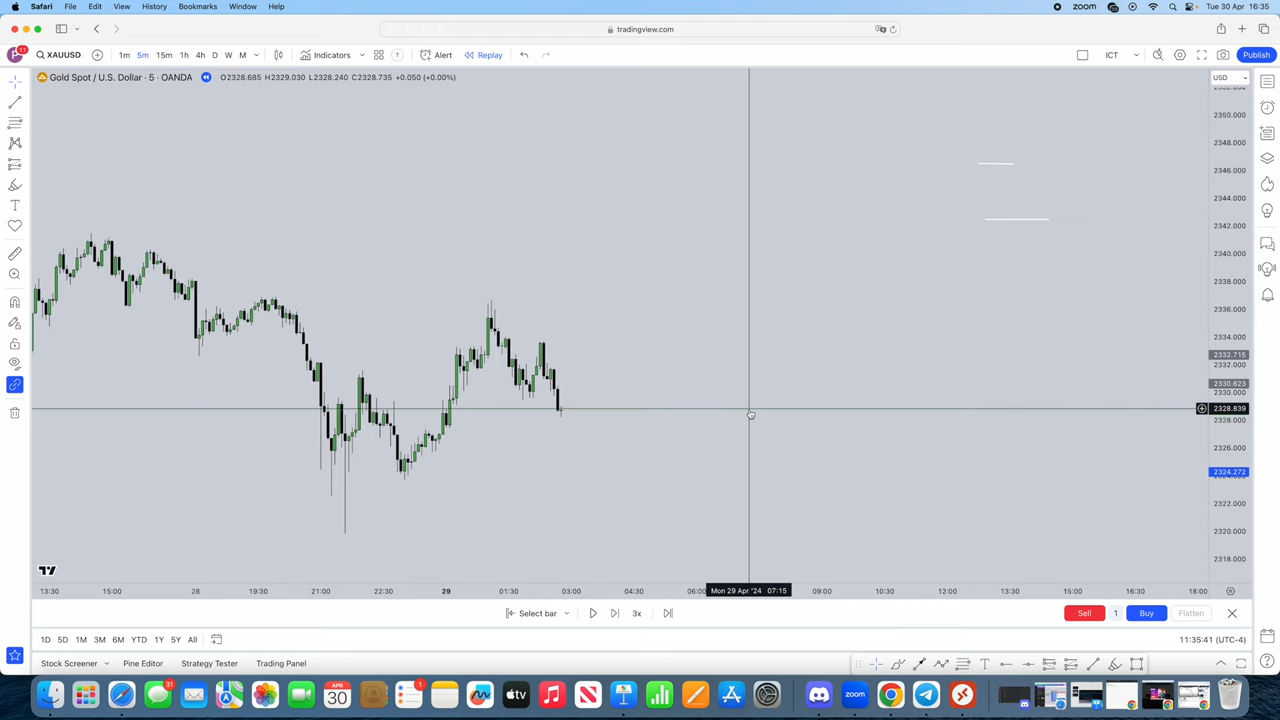 Safari File Edit View History Bookmarks Window Help zoom Tue 30 Apr 16:35
tradingview.com
11 P XAUUSD 1m 5m 15m 1h 4h D W M Indicators Alert Replay ICT Publish
Gold Spot / U.S. Dollar · 5 · OANDA O2328.685 H2329.030 L2328.240 C2328.735 +0.050 (+0.00%) USD
2350.000
2348.000
2346.000
2344.000
2342.000
2340.000
2338.000
2336.000
2334.000
2332.715
2332.000
2330.623
2330.000
2328.839
2328.000
2326.000
2324.272
2322.000
2320.000
2318.000
13:30 15:00 28 21:00 22:30 29 01:30 03:00 04:30 06:00 Mon 29 Apr '24 07:15 09:00 10:30 12:00 13:30 15:00 16:30 18:00
Select bar 3x Sell 1 Buy Flatten
1D 5D 1M 3M 6M YTD 1Y 5Y All 11:35:41 (UTC-4)
Stock Screener Pine Editor Strategy Tester Trading Panel
31 APR 30 1 tv zoom